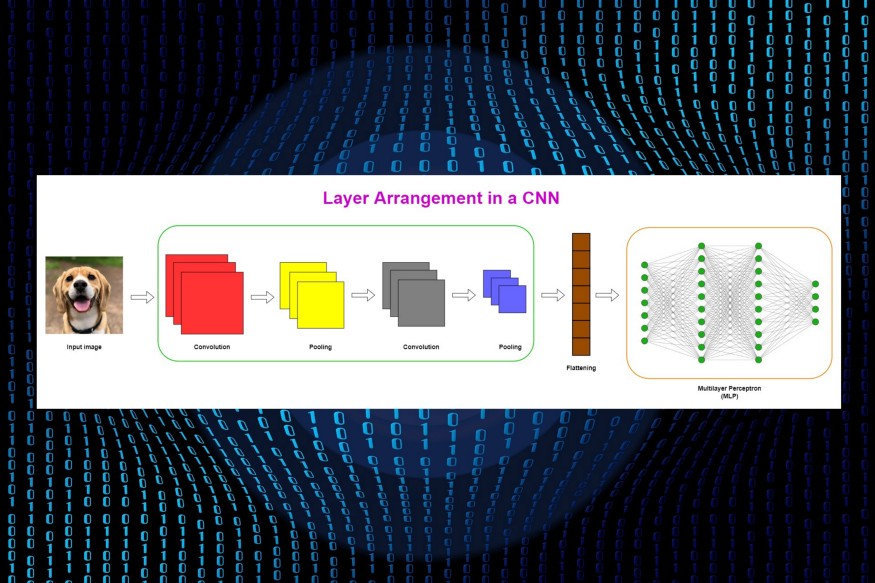 Layer Arrangement in a CNN
Input image
Convolution
Pooling
Convolution
Pooling
Flattening
Multilayer Perceptron
(MLP)